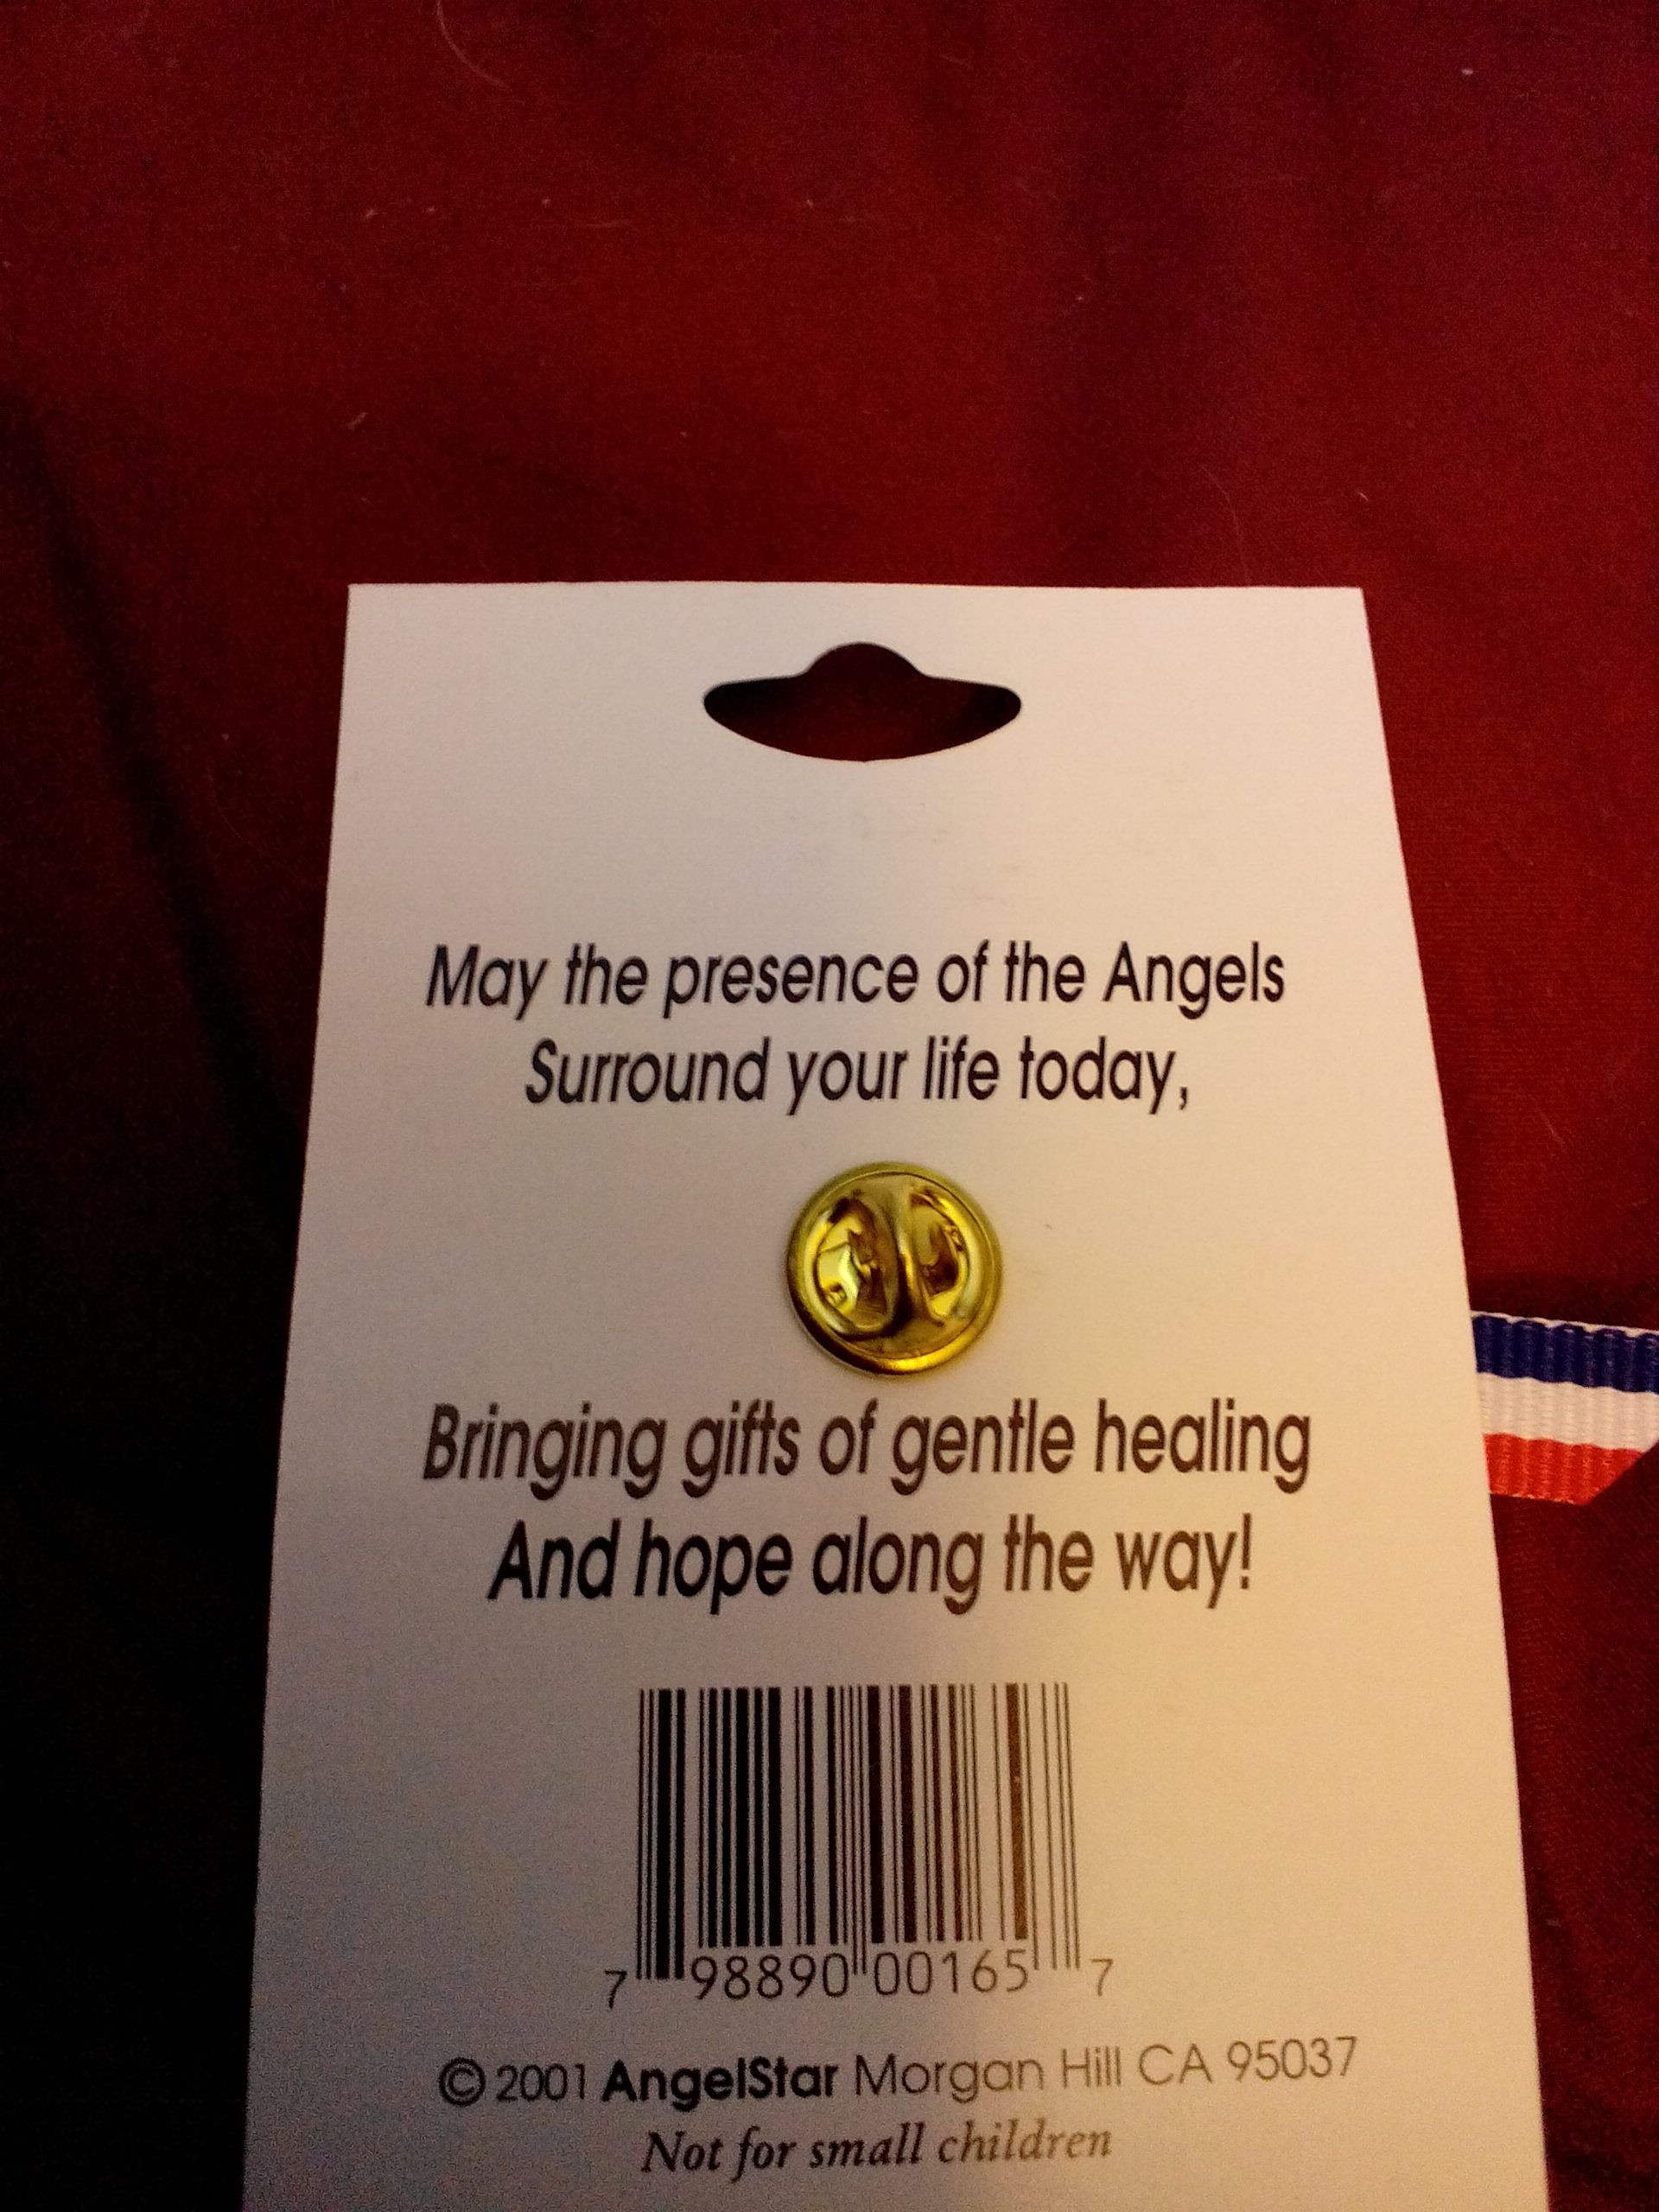 May the presence of the Angels
Surround your life today,
Bringing gifts of gentle healing
And hope along the way!
7 98890 00165 7
© 2001 AngelStar Morgan Hill CA 95037
Not for small children